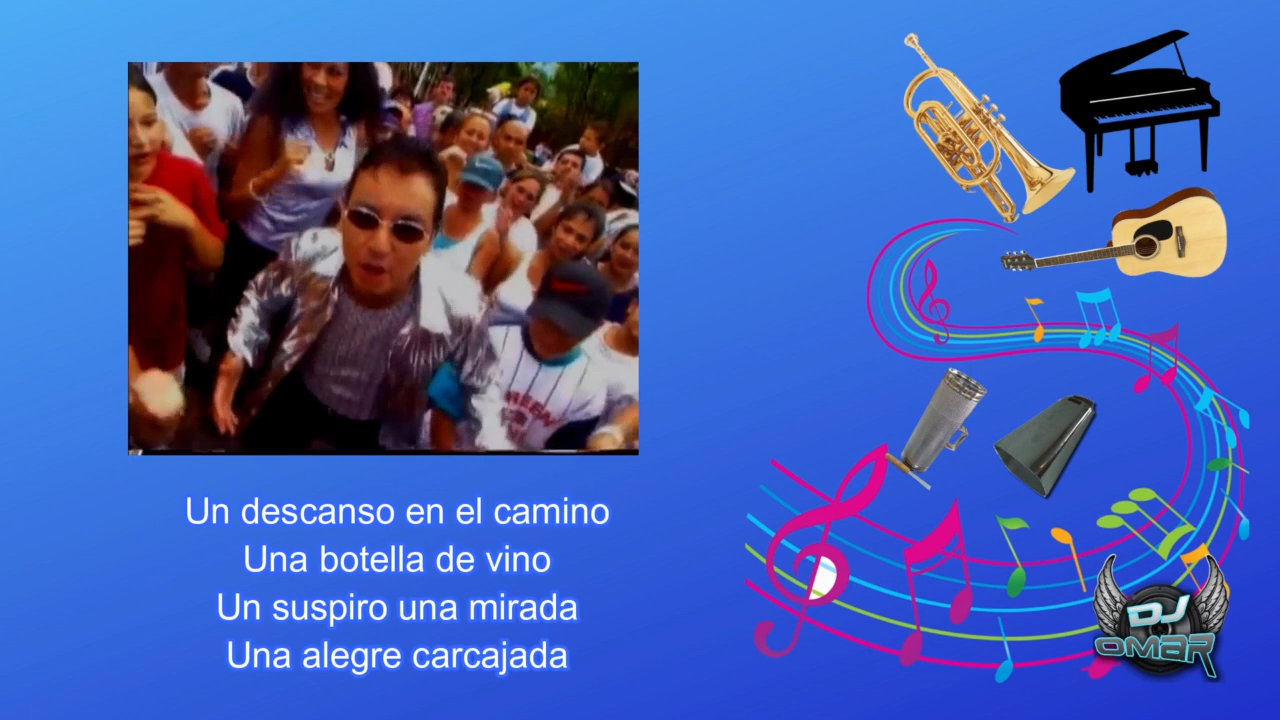 Un descanso en el camino
Una botella de vino
Un suspiro una mirada
Una alegre carcajada
DJ
OMAR